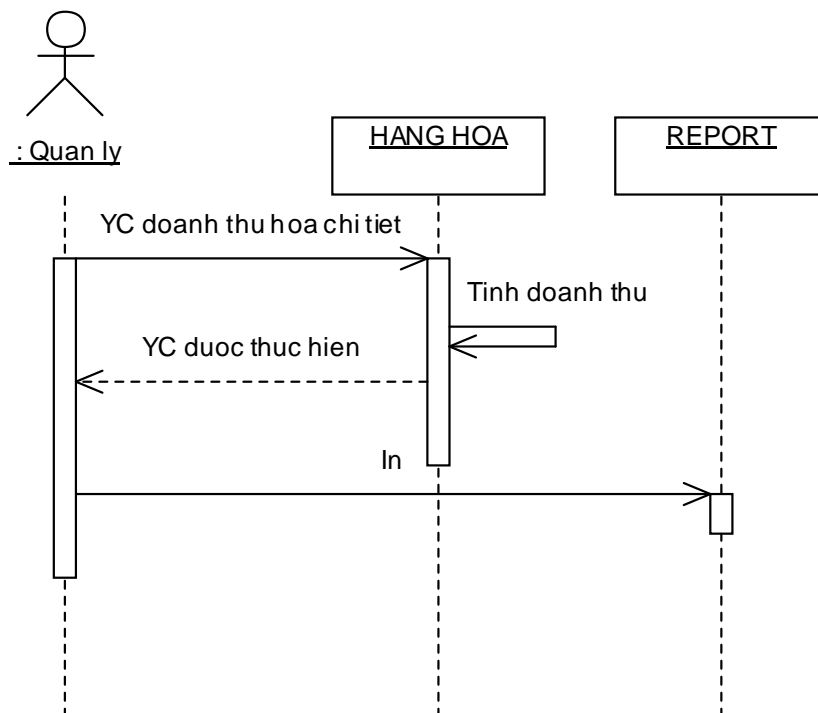 : Quan ly
HANG HOA
REPORT
YC doanh thu hoa chi tiet
Tinh doanh thu
YC duoc thuc hien
In